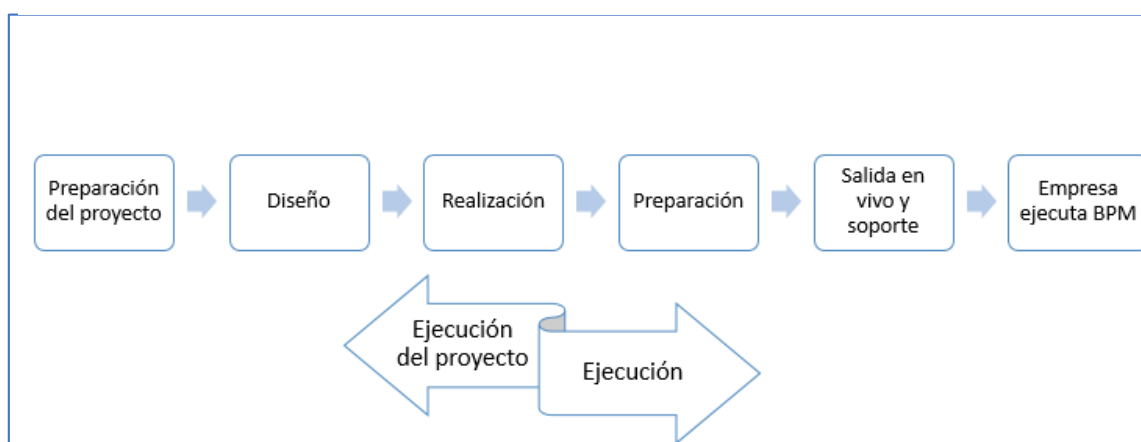 Preparación
del proyecto
Diseño
Realización
Preparación
Salida en
vivo y
soporte
Empresa
ejecuta BPM
Ejecución
del proyecto
Ejecución